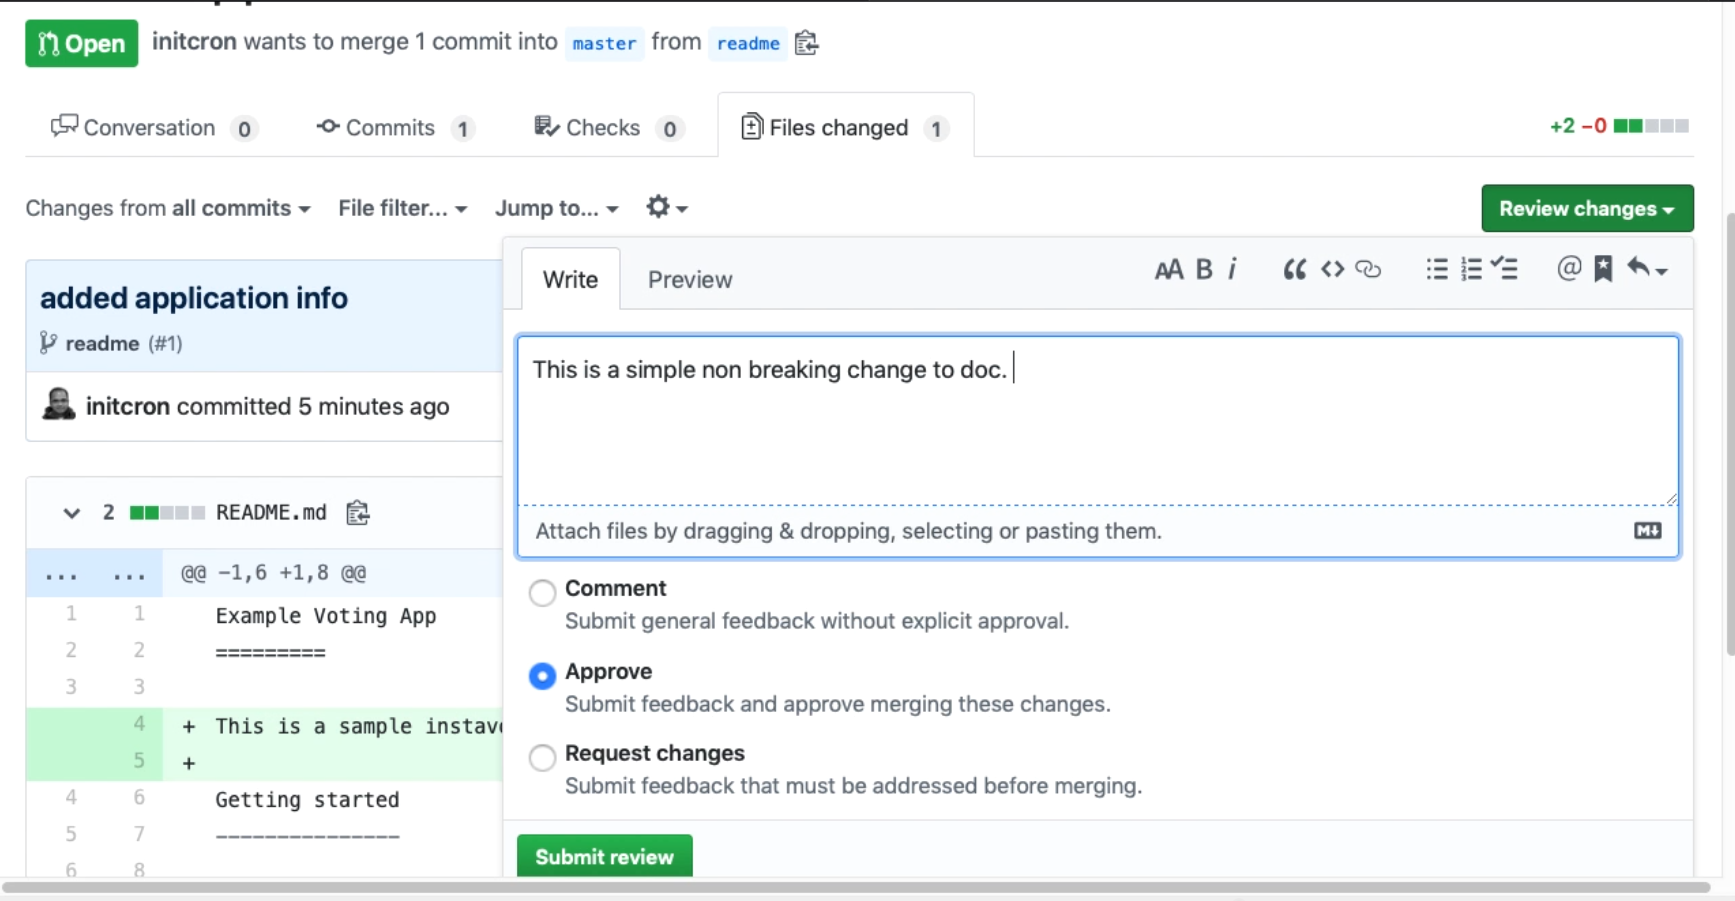 Open initcron wants to merge 1 commit into master from readme
Conversation 0 Commits 1 Checks 0 Files changed 1 +2 −0
Changes from all commits File filter... Jump to... Review changes
Write Preview AA B i
added application info
readme (#1)
This is a simple non breaking change to doc.
initcron committed 5 minutes ago
2 README.md
Attach files by dragging & dropping, selecting or pasting them.
... ... @@ −1,6 +1,8 @@
Comment
1 1 Example Voting App
Submit general feedback without explicit approval.
2 2 =========
3 3
Approve
Submit feedback and approve merging these changes.
4 + This is a sample
5 +
Request changes
Submit feedback that must be addressed before merging.
4 6 Getting started
5 7 ---------------
6 8
Submit review